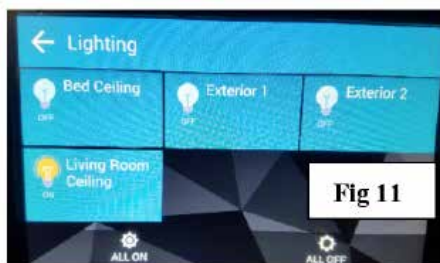 ← Lighting
Bed Ceiling
OFF
Exterior 1
OFF
Exterior 2
OFF
Living Room
Ceiling
ON
Fig 11
ALL ON
ALL OFF